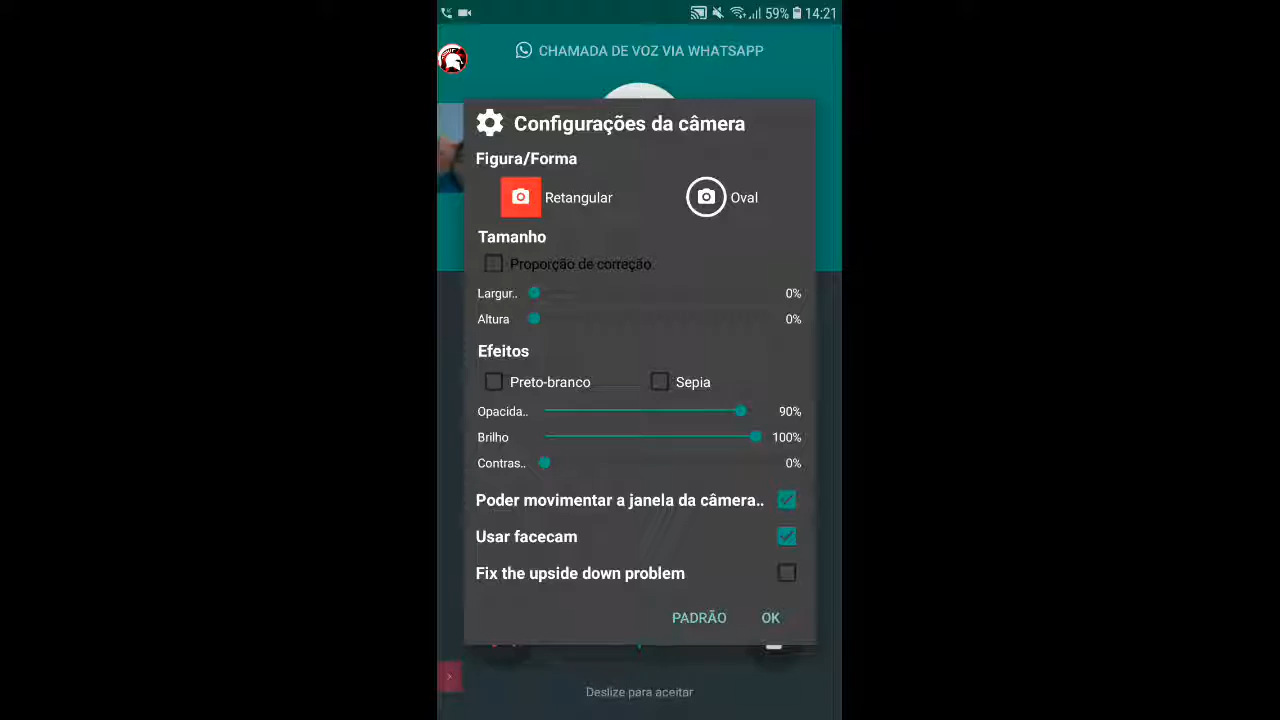 59% 14:21
CHAMADA DE VOZ VIA WHATSAPP
Configurações da câmera
Figura/Forma
Retangular Oval
Tamanho
Proporção de correção
Largur.. 0%
Altura 0%
Efeitos
Preto-branco Sepia
Opacida.. 90%
Brilho 100%
Contras.. 0%
Poder movimentar a janela da câmera..
Usar facecam
Fix the upside down problem
PADRÃO OK
Deslize para aceitar